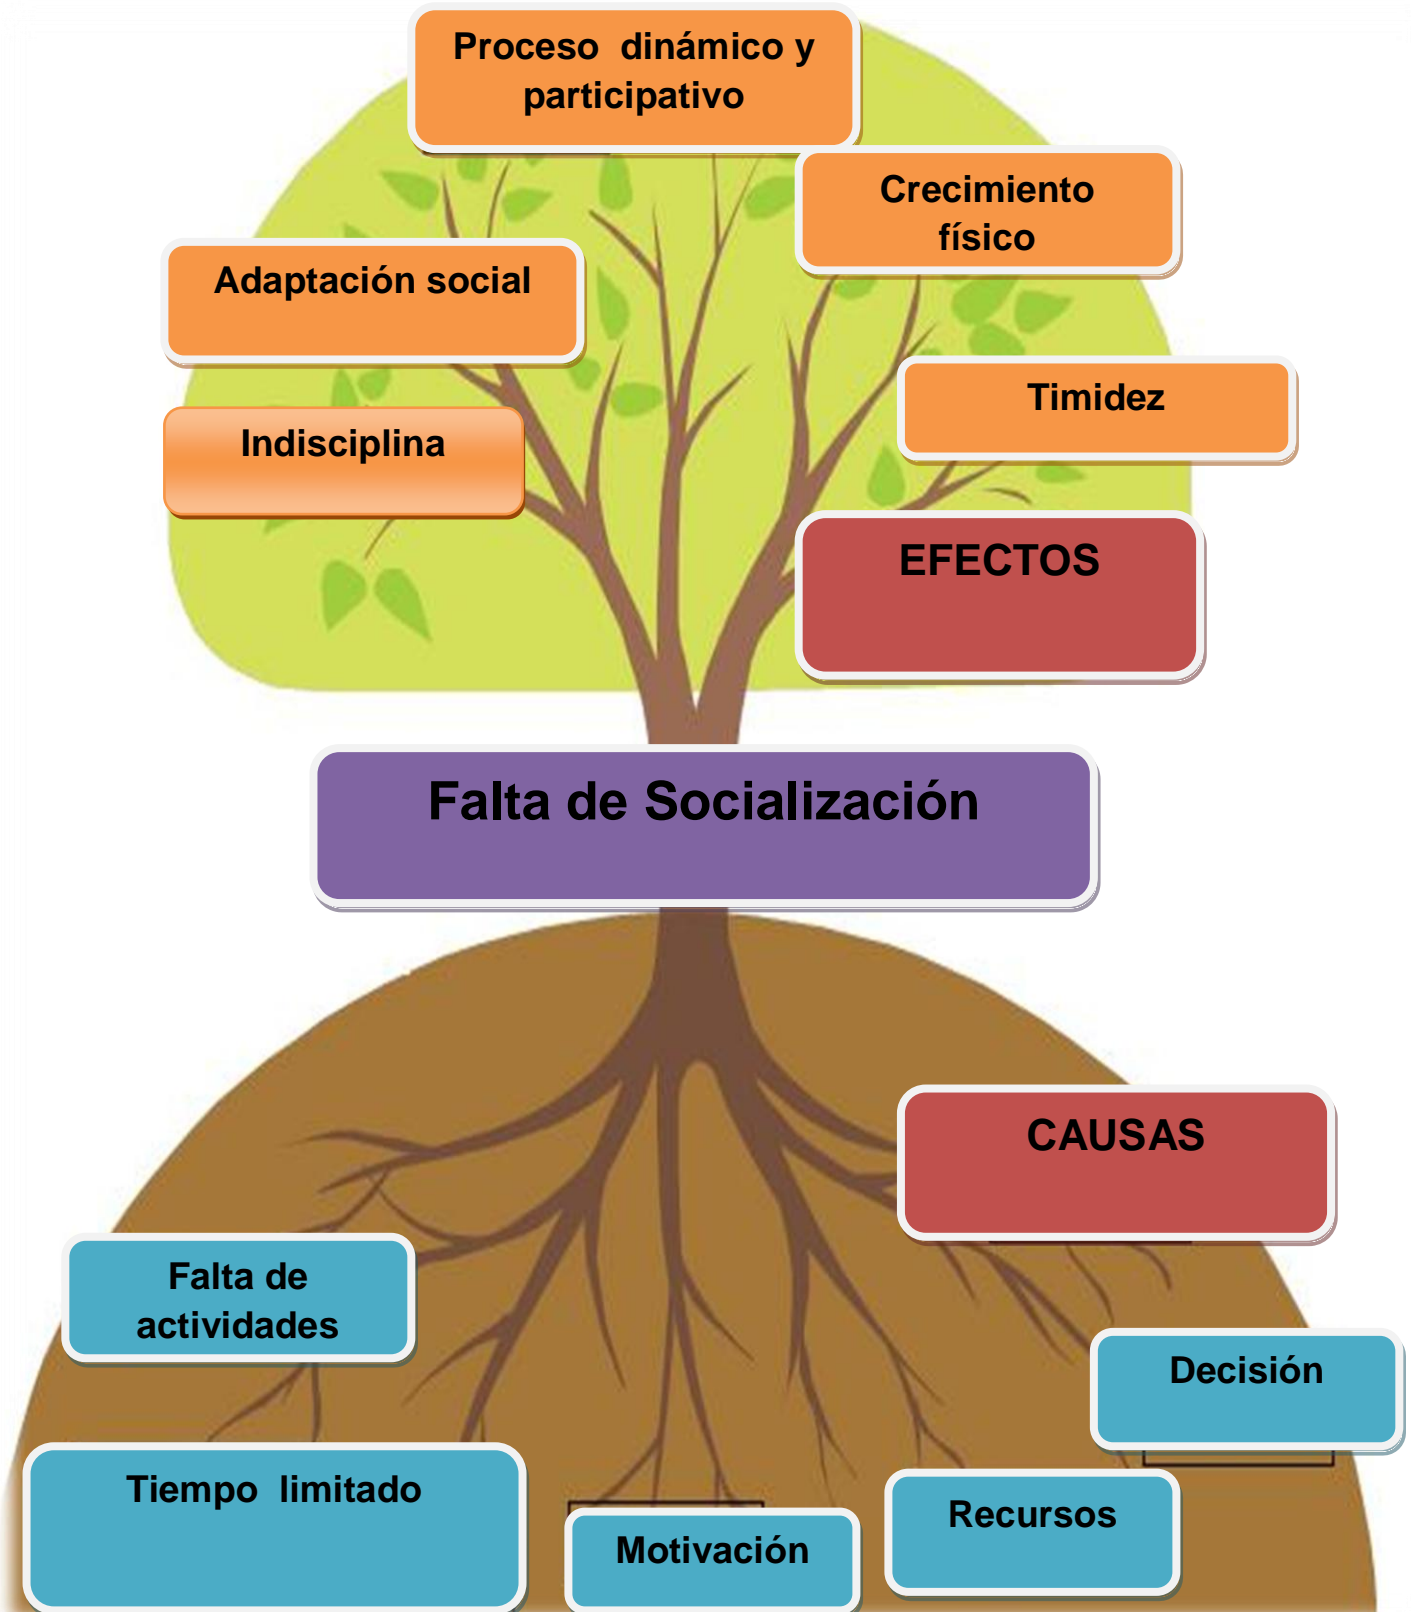 Proceso  dinámico y
participativo
Crecimiento
físico
Adaptación social
Timidez
Indisciplina
EFECTOS
Falta de Socialización
CAUSAS
Falta de
actividades
Decisión
Tiempo  limitado
Recursos
Motivación